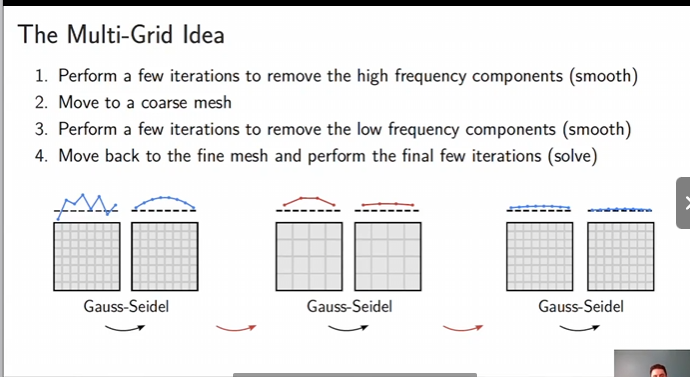 The Multi-Grid Idea
1. Perform a few iterations to remove the high frequency components (smooth)
2. Move to a coarse mesh
3. Perform a few iterations to remove the low frequency components (smooth)
4. Move back to the fine mesh and perform the final few iterations (solve)
Gauss-Seidel
Gauss-Seidel
Gauss-Seidel